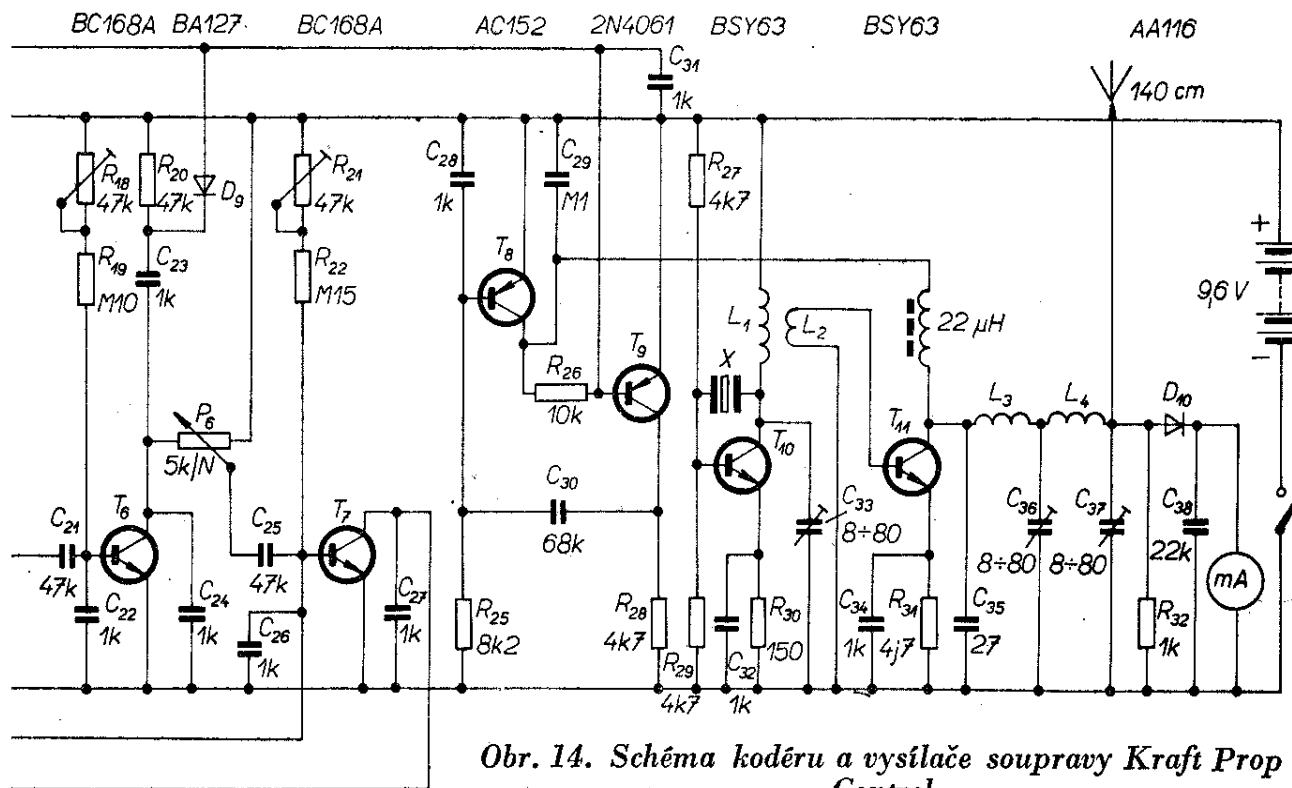 BC168A BA127 BC168A AC152 2N4061 BSY63 BSY63 AA116
C31
1k
140 cm
R18
47k
R20
47k
D9
R21
47k
C28
1k
C29
M1
R27
4k7
R19
M10
C23
1k
R22
M15
T8
L1
L2
22 µH
+
9,6 V
−
R26
10k
T9
X
P6
5k/N
T10
T11
L3
L4
D10
C21
47k
T6
C25
47k
T7
C30
68k
C33
8÷80
C36
8÷80
C37
8÷80
C38
22k
mA
C22
1k
C24
1k
C26
1k
C27
1k
R25
8k2
R28
4k7
R29
4k7
C32
1k
R30
150
C34
1k
R31
4j7
C35
27
R32
1k
Obr. 14. Schéma kodéru a vysílače soupravy Kraft Prop